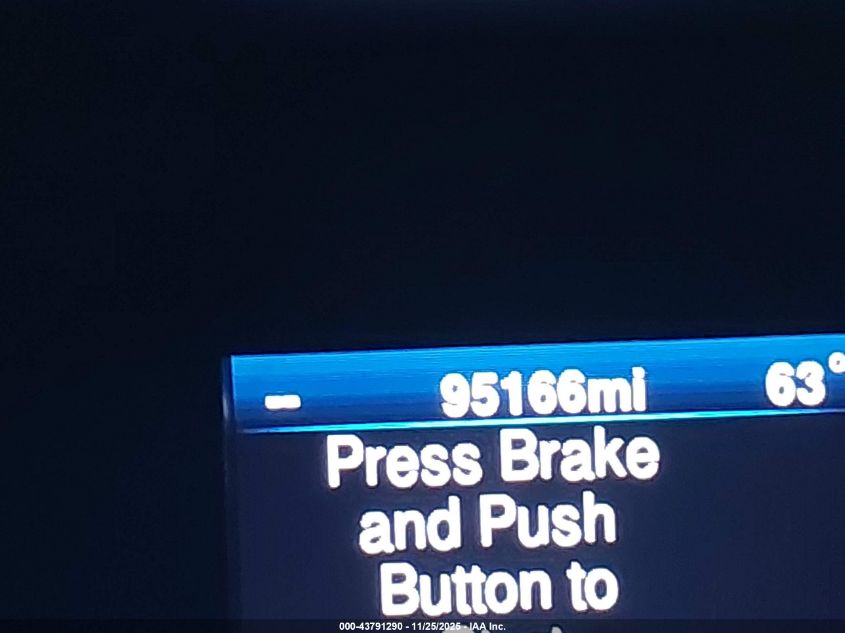 - 95166mi 63°
Press Brake
and Push
Button to
000-43791290 - 11/25/2025 - IAA Inc.